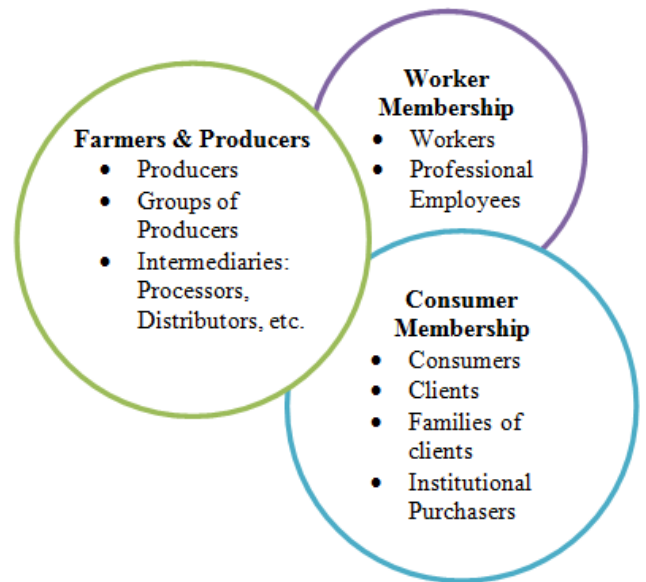 Farmers & Producers
• Producers
• Groups of
Producers
• Intermediaries:
Processors,
Distributors, etc.
Worker
Membership
• Workers
• Professional
Employees
Consumer
Membership
• Consumers
• Clients
• Families of
clients
• Institutional
Purchasers